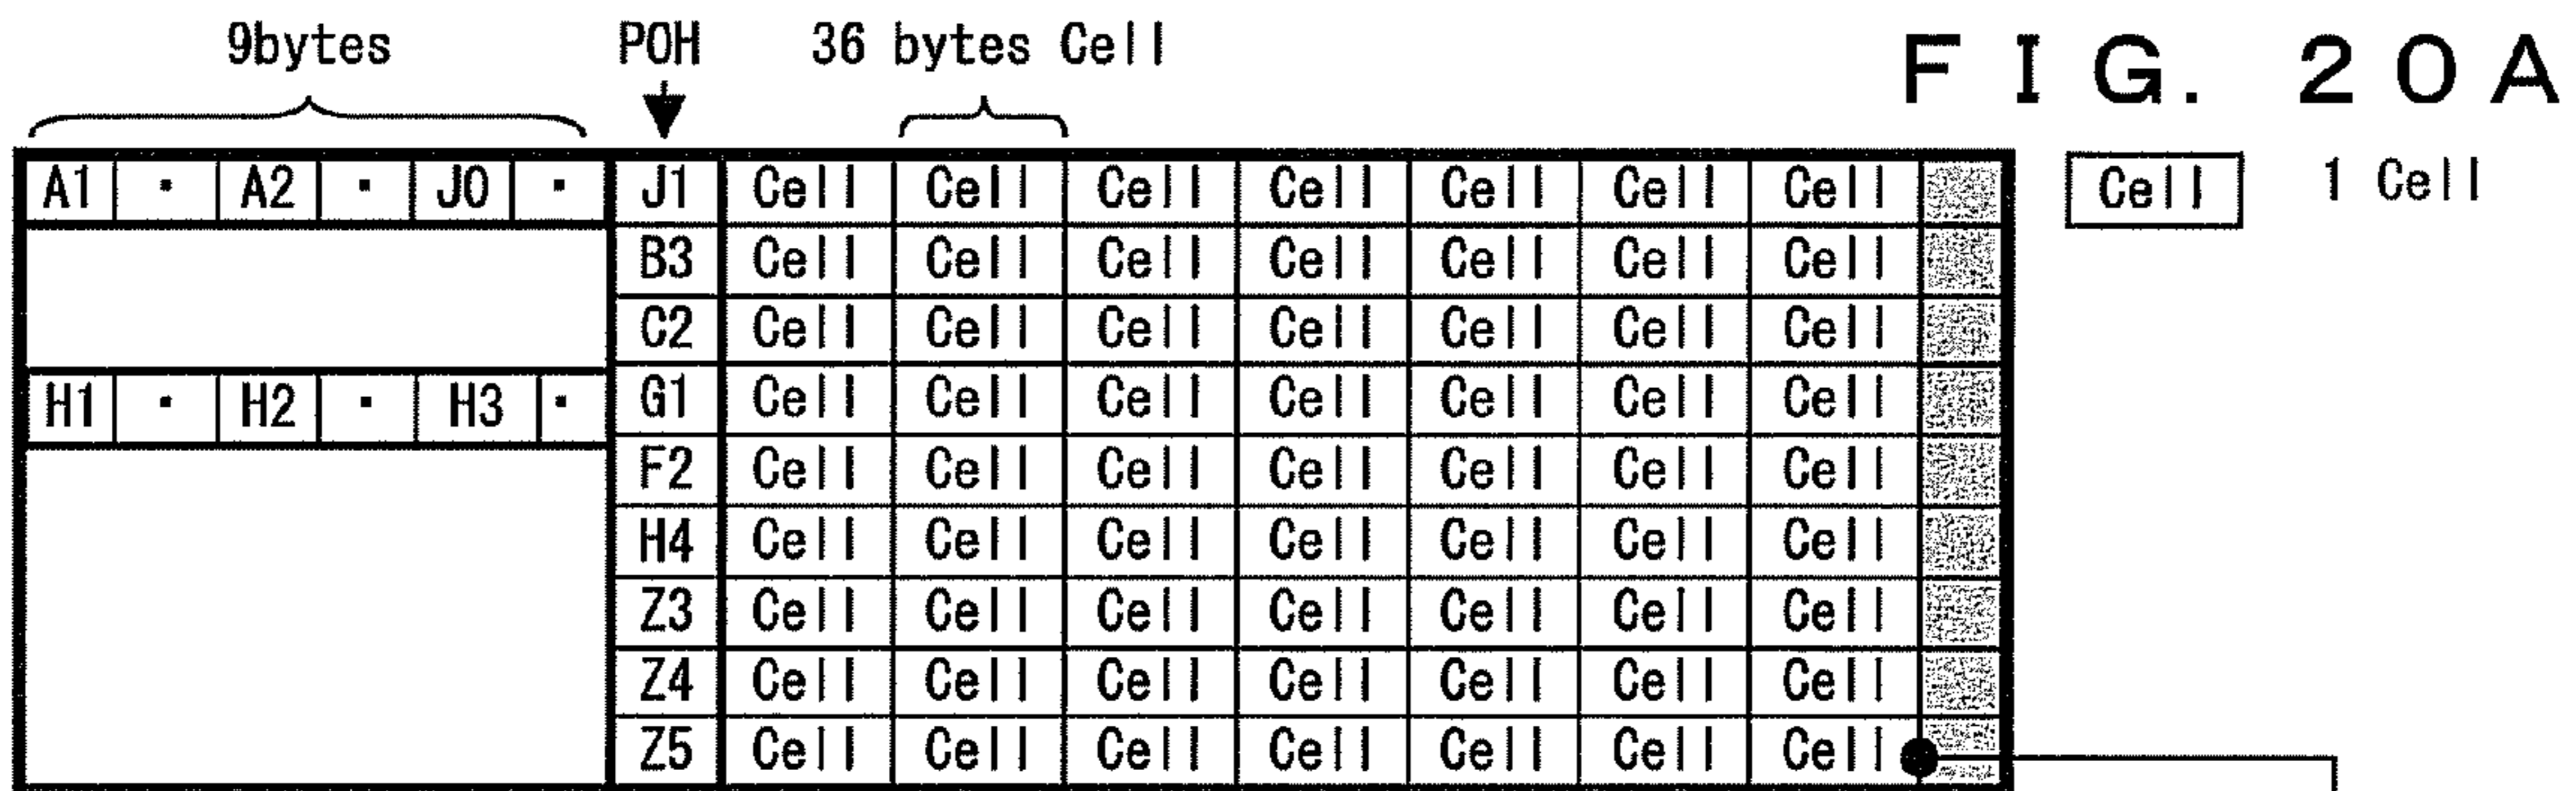 9bytes POH 36 bytes Cell FIG. 20A
A1 · A2 · J0 · J1 Cell Cell Cell Cell Cell Cell Cell Cell 1 Cell
B3 Cell Cell Cell Cell Cell Cell Cell
C2 Cell Cell Cell Cell Cell Cell Cell
H1 · H2 · H3 · G1 Cell Cell Cell Cell Cell Cell Cell
F2 Cell Cell Cell Cell Cell Cell Cell
H4 Cell Cell Cell Cell Cell Cell Cell
Z3 Cell Cell Cell Cell Cell Cell Cell
Z4 Cell Cell Cell Cell Cell Cell Cell
Z5 Cell Cell Cell Cell Cell Cell Cell